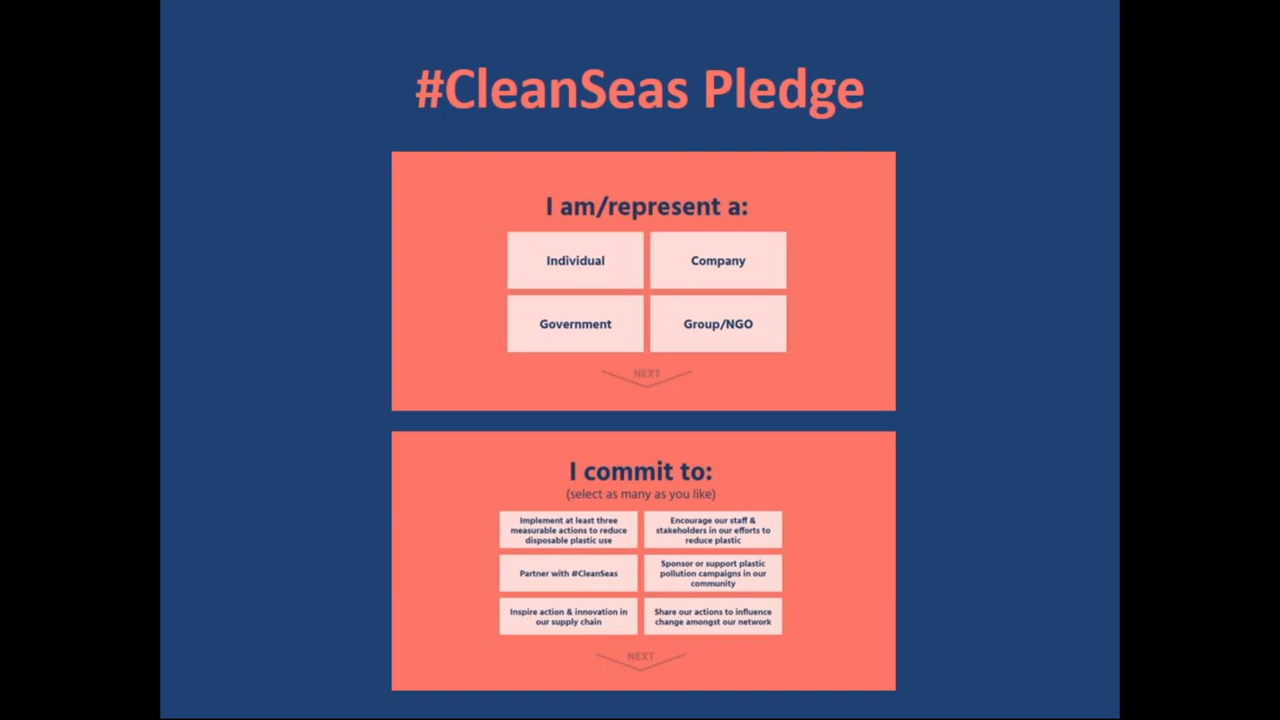 #CleanSeas Pledge
I am/represent a:
Individual
Company
Government
Group/NGO
NEXT
I commit to:
(select as many as you like)
Implement at least three
measurable actions to reduce
disposable plastic use
Encourage our staff &
stakeholders in our efforts to
reduce plastic
Partner with #CleanSeas
Sponsor or support plastic
pollution campaigns in our
community
Inspire action & innovation in
our supply chain
Share our actions to influence
change amongst our network
NEXT